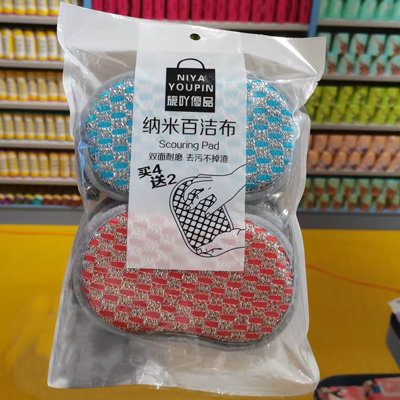 NIYA
YOUPIN
旎吖優品
纳米百洁布
Scouring Pad
双面耐磨 去污不掉渣
买4
送2